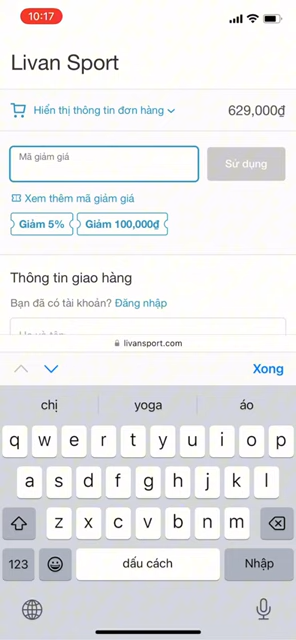 10:17
Livan Sport
Hiển thị thông tin đơn hàng
629,000₫
Mã giảm giá
Sử dụng
Xem thêm mã giảm giá
Giảm 5%
Giảm 100,000₫
Thông tin giao hàng
Bạn đã có tài khoản? Đăng nhập
livansport.com
Xong
chị yoga áo
q w e r t y u i o p
a s d f g h j k l
z x c v b n m
123 dấu cách Nhập